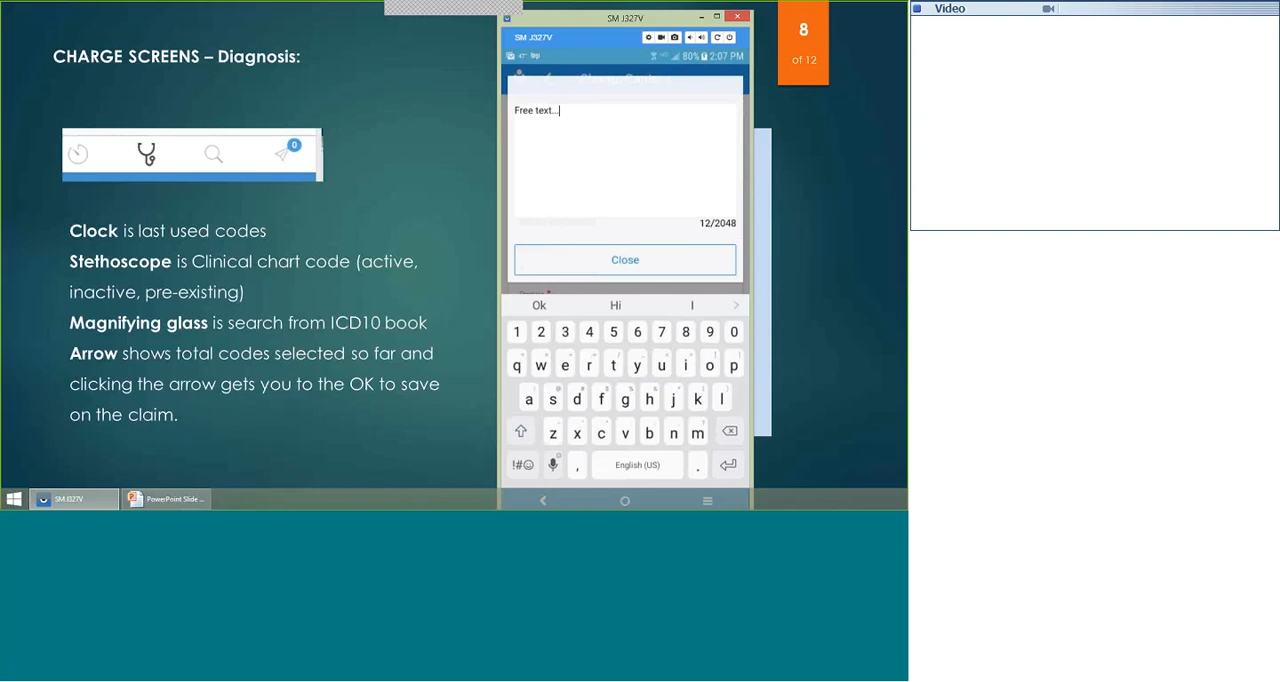 Video
SM J327V
8
of 12
SM J327V
47°
80% 2:07 PM
CHARGE SCREENS – Diagnosis:
Free text...
0
12/2048
Close
Clock is last used codes
Stethoscope is Clinical chart code (active,
inactive, pre-existing)
Magnifying glass is search from ICD10 book
Arrow shows total codes selected so far and
clicking the arrow gets you to the OK to save
on the claim.
Ok Hi I
1 2 3 4 5 6 7 8 9 0
q w e r t y u i o p
a s d f g h j k l
z x c v b n m
!#☺ , English (US) .
SM J327V
PowerPoint Slide ...